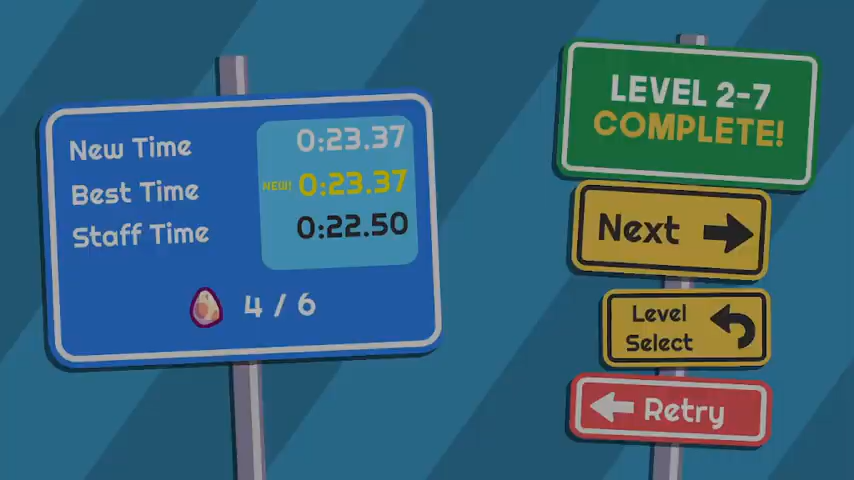 New Time 0:23.37
Best Time NEW! 0:23.37
Staff Time 0:22.50
4 / 6
LEVEL 2-7
COMPLETE!
Next
Level
Select
Retry